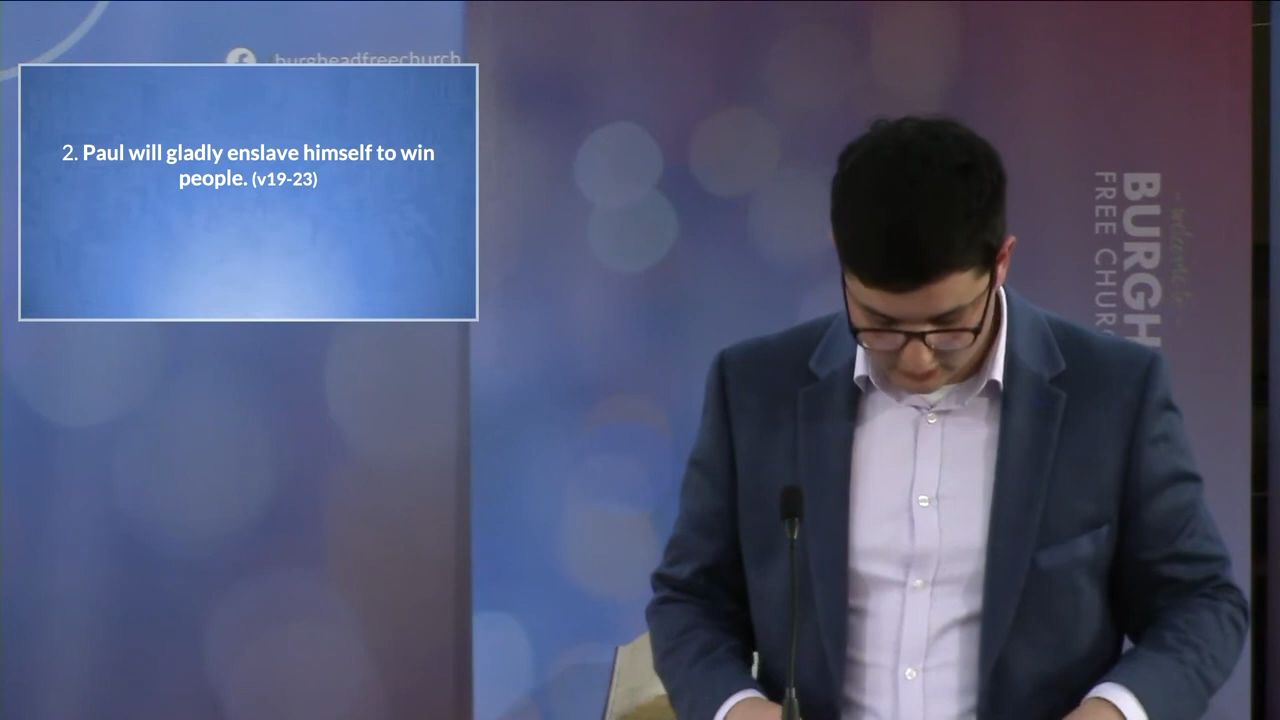 burgheadfreechurch
2. Paul will gladly enslave himself to win
people. (v19-23)
BURGH
FREE CHURC